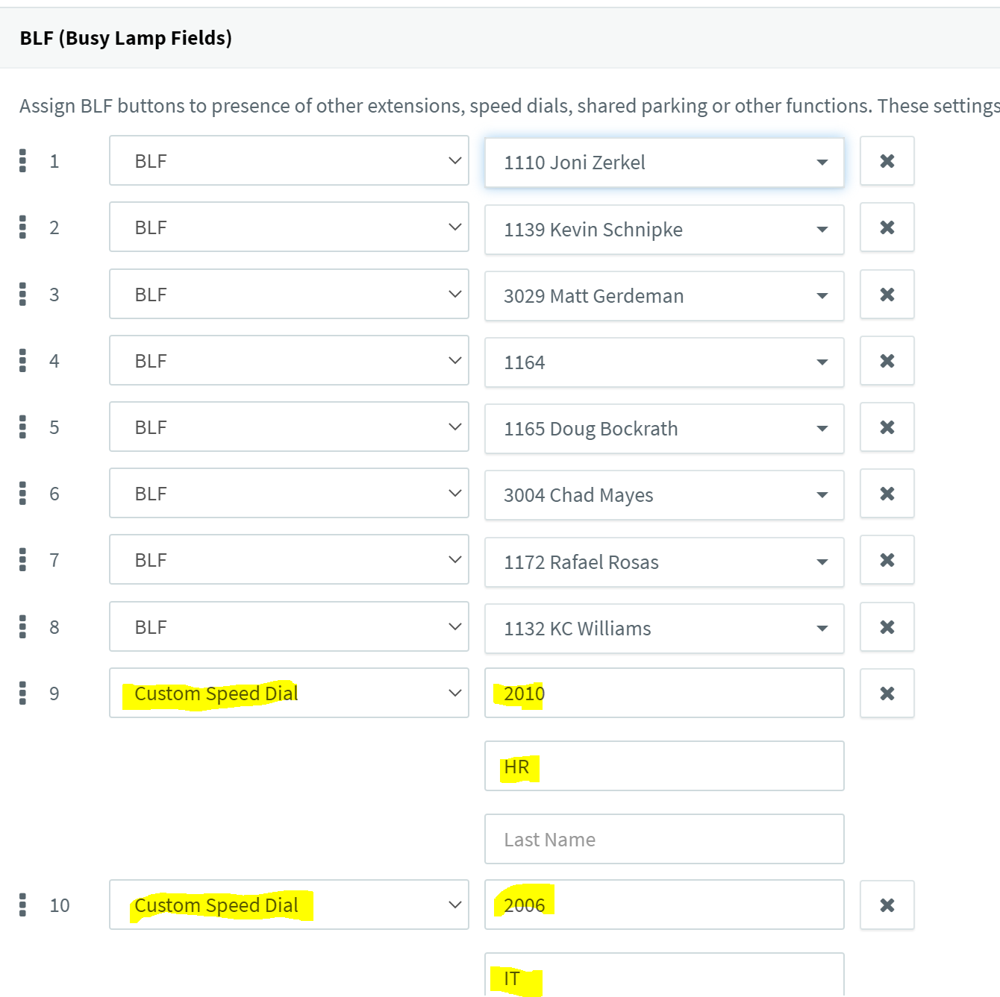 BLF (Busy Lamp Fields)
Assign BLF buttons to presence of other extensions, speed dials, shared parking or other functions. These settings
1 BLF 1110 Joni Zerkel
2 BLF 1139 Kevin Schnipke
3 BLF 3029 Matt Gerdeman
4 BLF 1164
5 BLF 1165 Doug Bockrath
6 BLF 3004 Chad Mayes
7 BLF 1172 Rafael Rosas
8 BLF 1132 KC Williams
9 Custom Speed Dial 2010
HR
Last Name
10 Custom Speed Dial 2006
IT